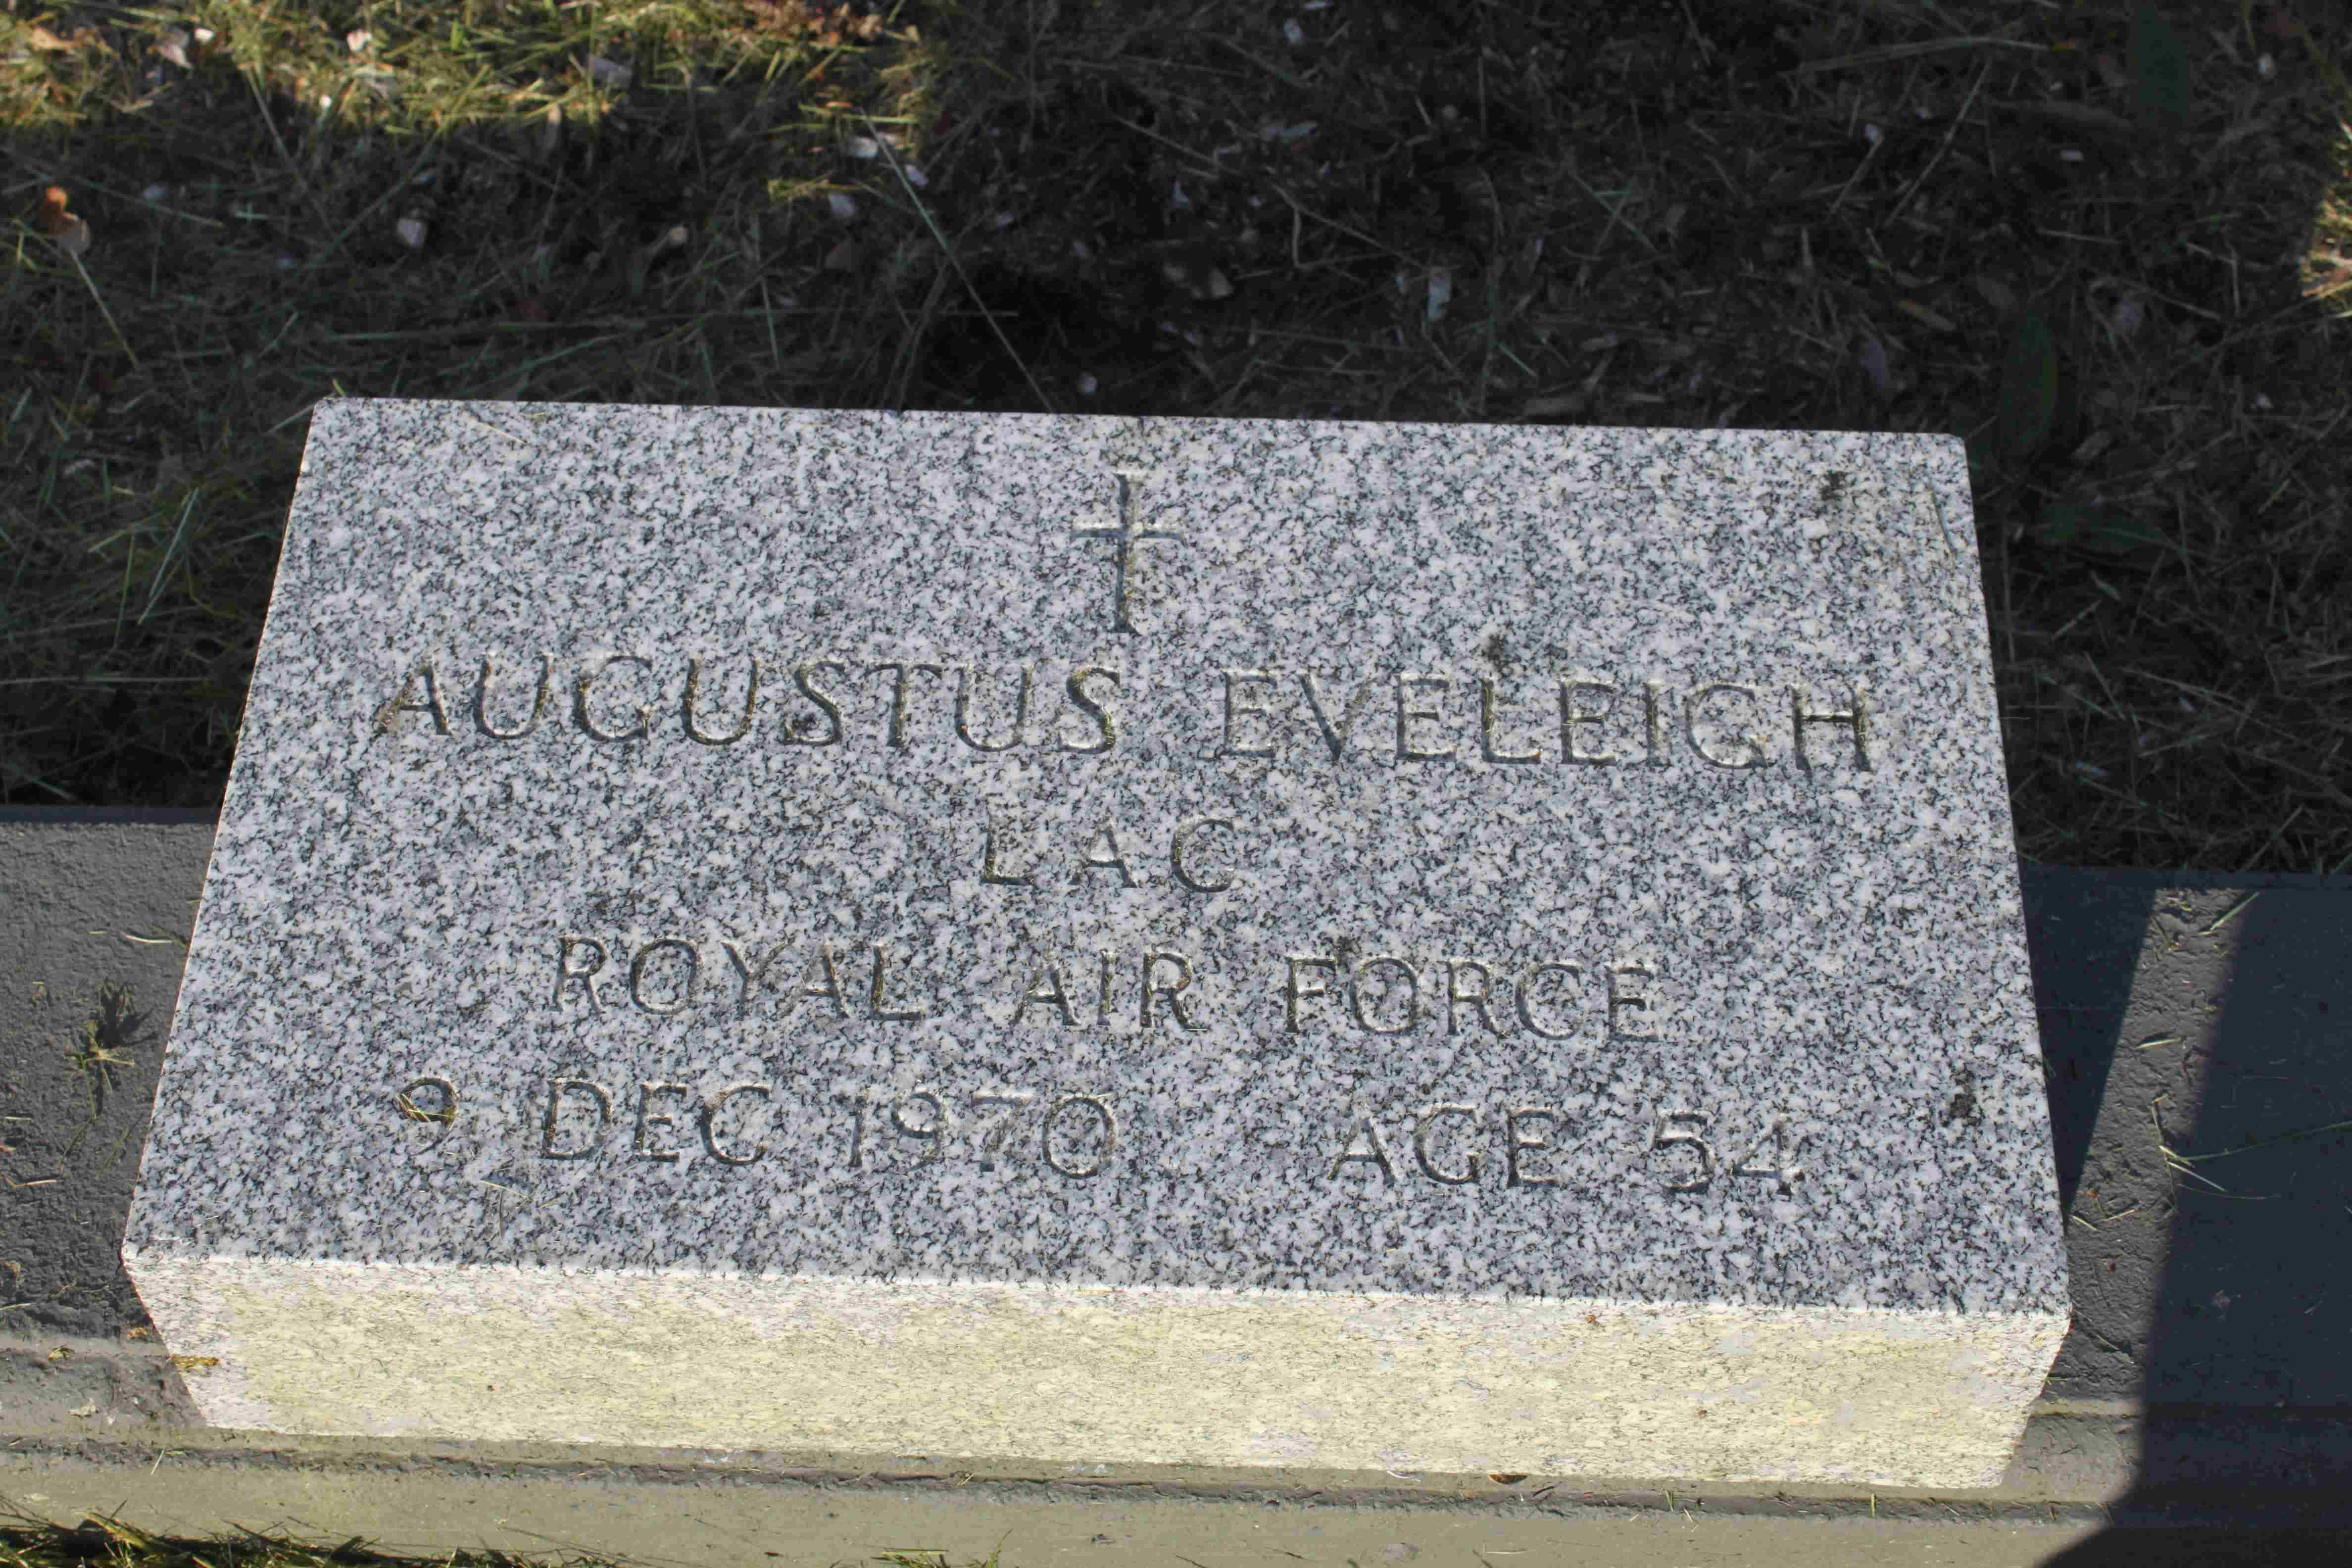 AUGUSTUS EVELEIGH
LAC
ROYAL AIR FORCE
9 DEC 1970 AGE 54